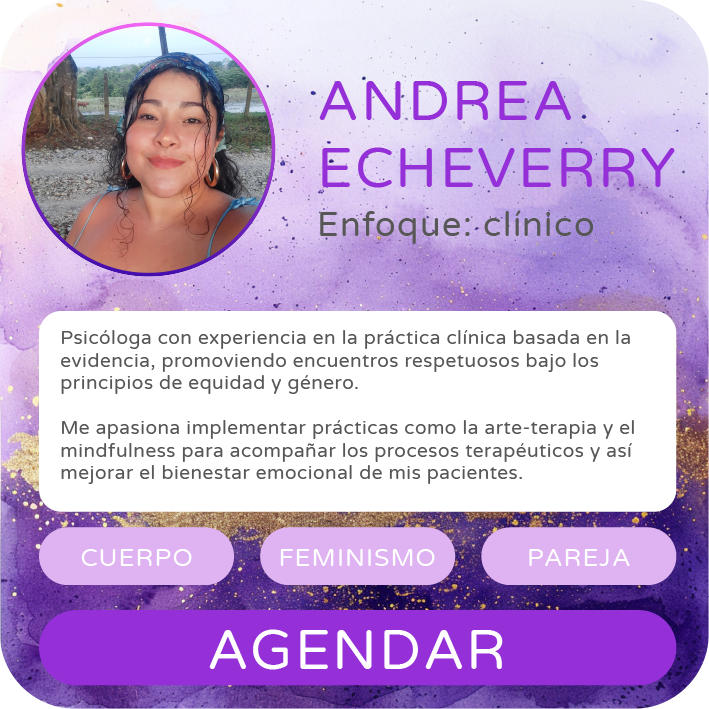 ANDREA
ECHEVERRY
Enfoque: clínico
Psicóloga con experiencia en la práctica clínica basada en la
evidencia, promoviendo encuentros respetuosos bajo los
principios de equidad y género.
Me apasiona implementar prácticas como la arte-terapia y el
mindfulness para acompañar los procesos terapéuticos y así
mejorar el bienestar emocional de mis pacientes.
CUERPO
FEMINISMO
PAREJA
AGENDAR